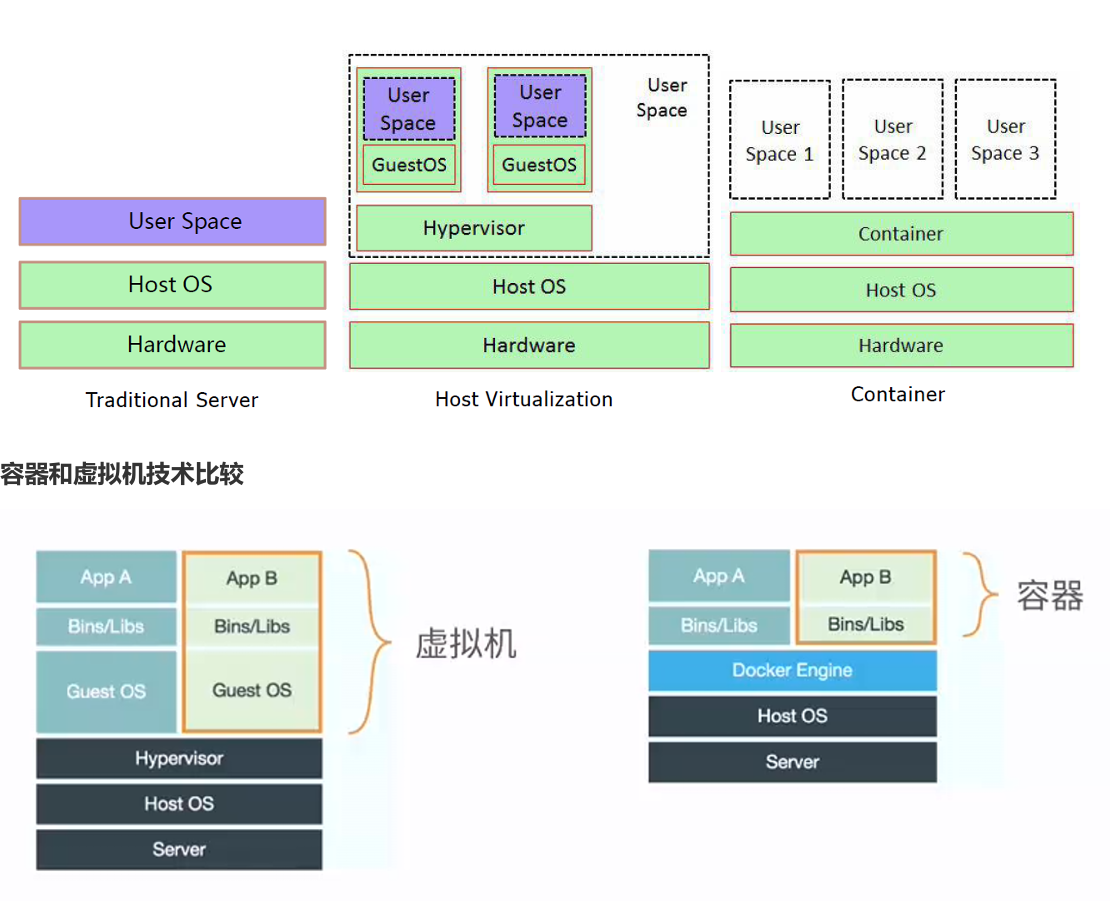 User Space
Host OS
Hardware
Traditional Server
User
Space
GuestOS
User
Space
GuestOS
User
Space
Hypervisor
Host OS
Hardware
Host Virtualization
User
Space 1
User
Space 2
User
Space 3
Container
Host OS
Hardware
Container
容器和虚拟机技术比较
App A
Bins/Libs
Guest OS
App B
Bins/Libs
Guest OS
虚拟机
Hypervisor
Host OS
Server
App A
Bins/Libs
App B
Bins/Libs
容器
Docker Engine
Host OS
Server